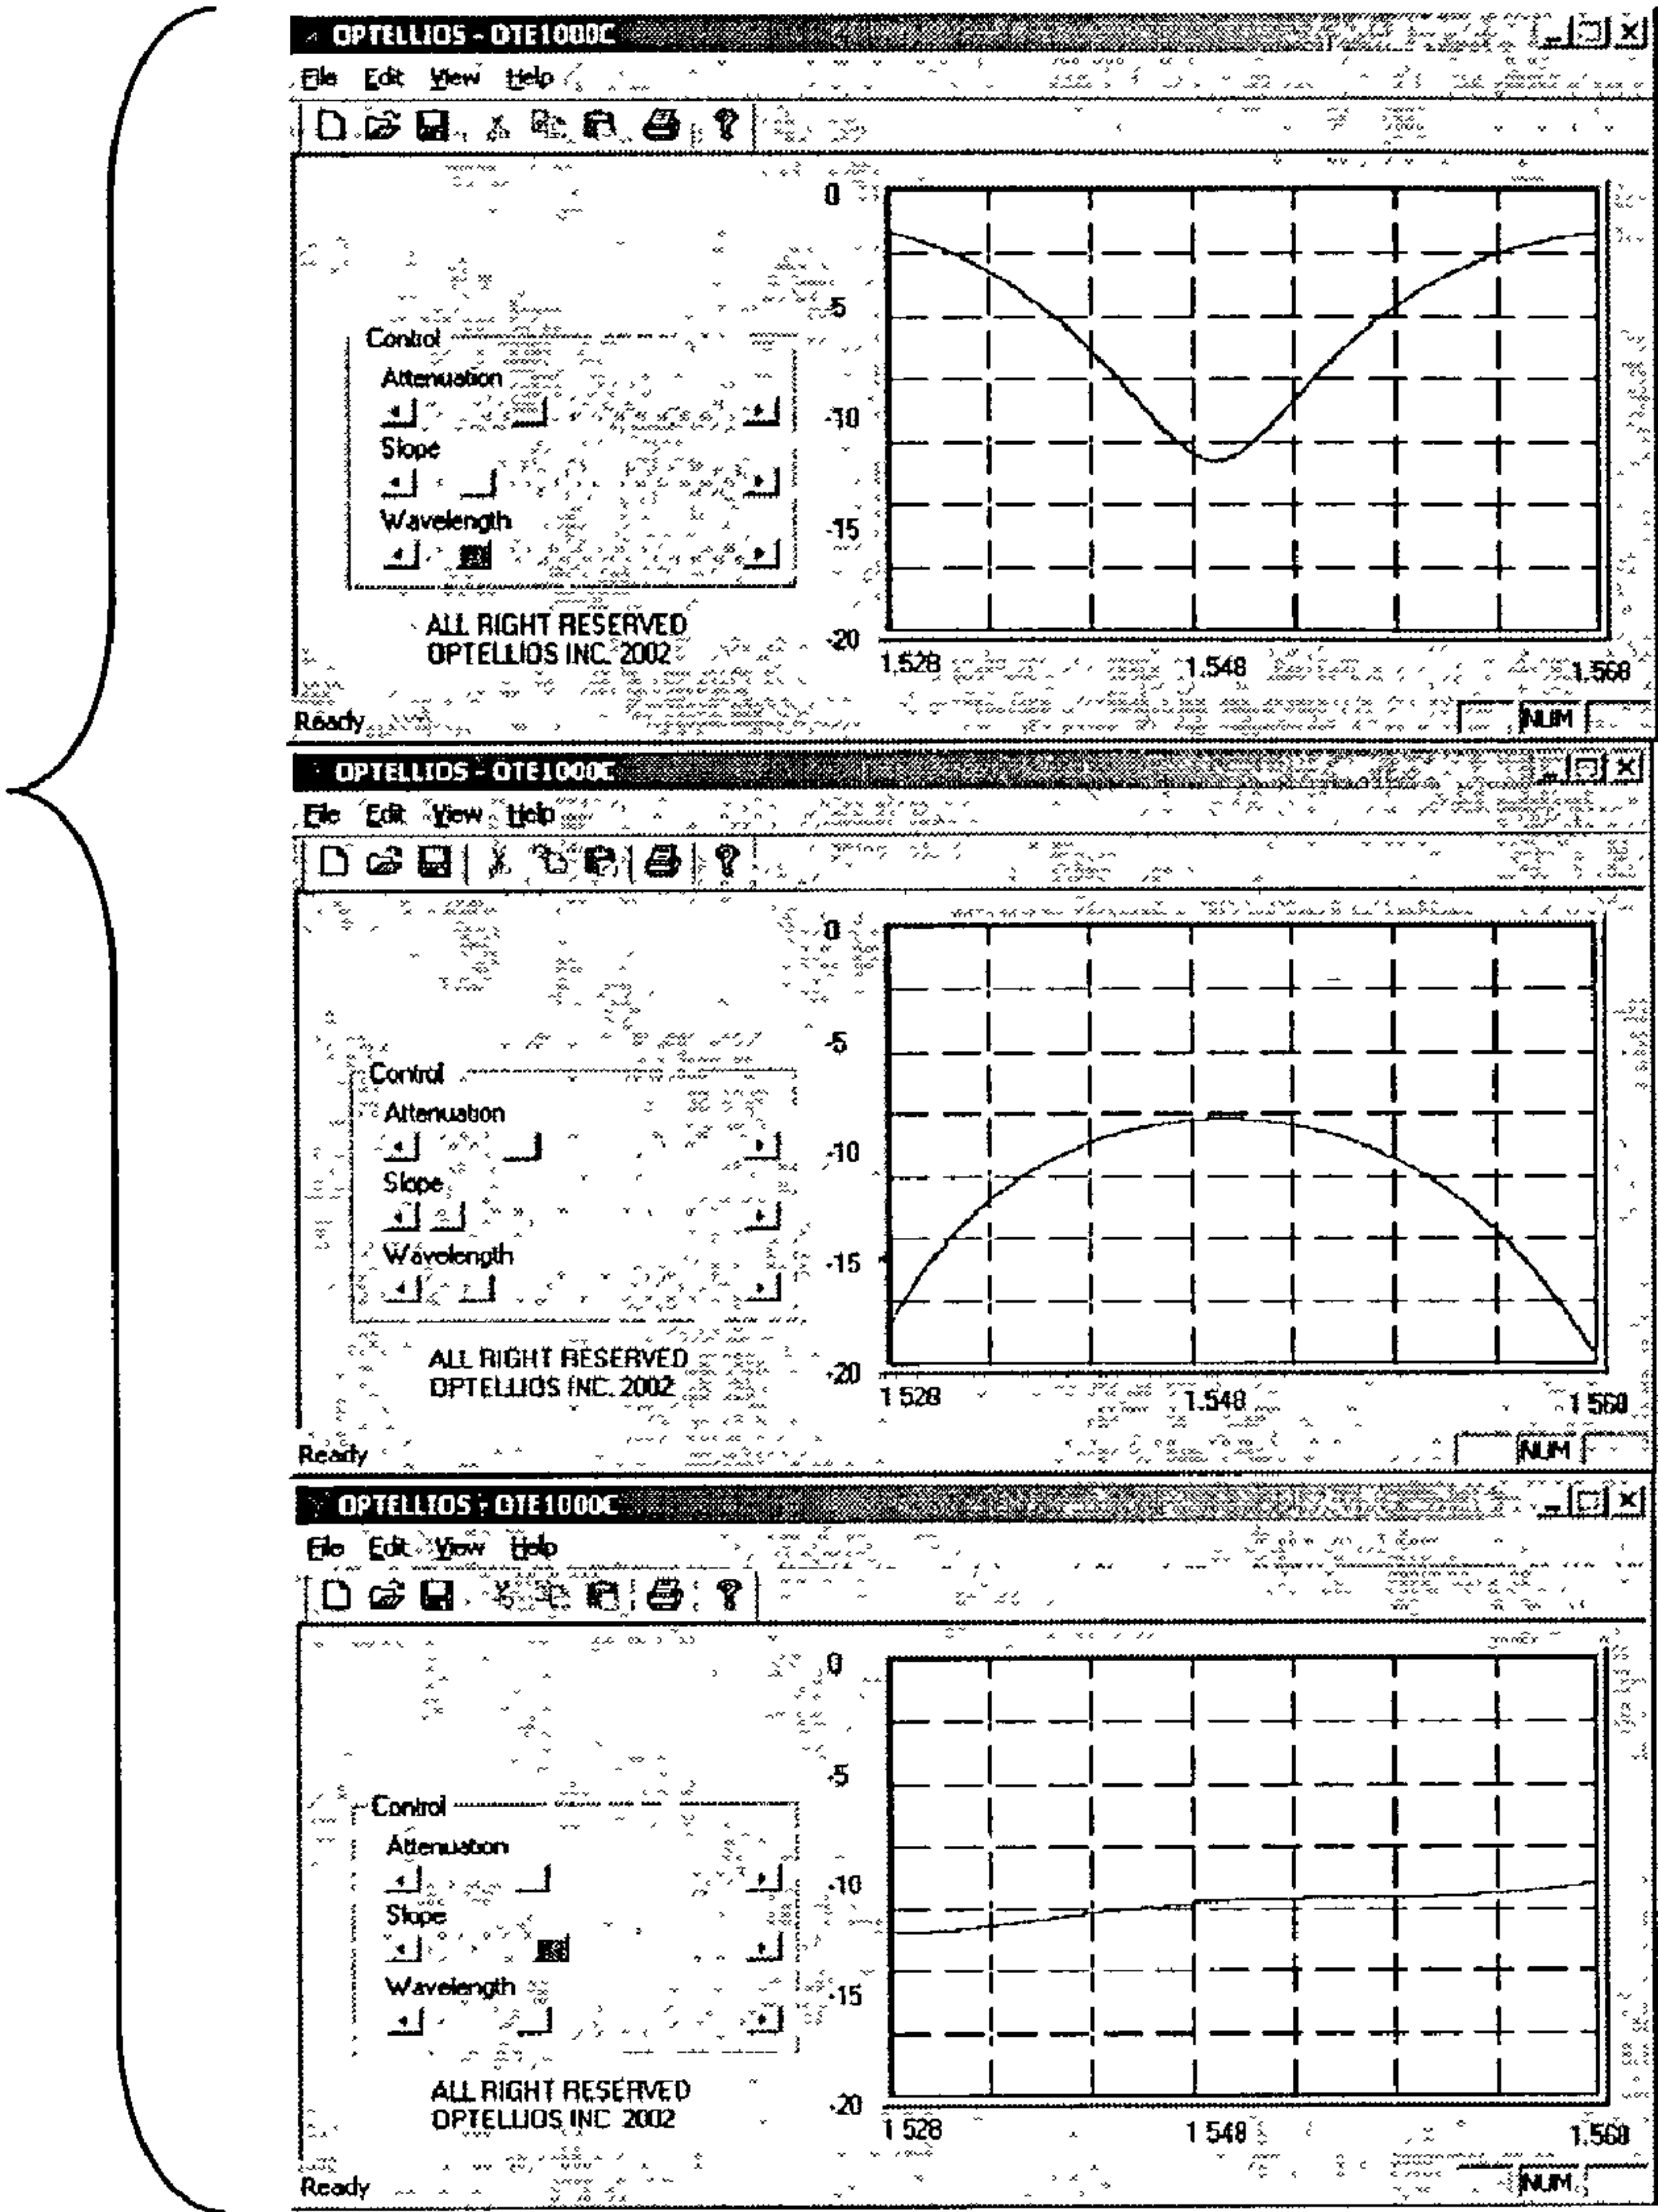 OPTELLIOS - OTE1000C
File Edit View Help
0
-5
-10
-15
-20
1.528 1.548 1.568
Control
Attenuation
Slope
Wavelength
ALL RIGHT RESERVED
OPTELLIOS INC. 2002
Ready NUM
OPTELLIOS - OTE1000C
File Edit View Help
0
-5
-10
-15
-20
1 528 1.548 1 568
Control
Attenuation
Slope
Wavelength
ALL RIGHT RESERVED
OPTELLIOS INC. 2002
Ready NUM
OPTELLIOS - OTE1000C
File Edit View Help
0
-5
-10
-15
-20
1 528 1 548 1.568
Control
Attenuation
Slope
Wavelength
ALL RIGHT RESERVED
OPTELLIOS INC 2002
Ready NUM